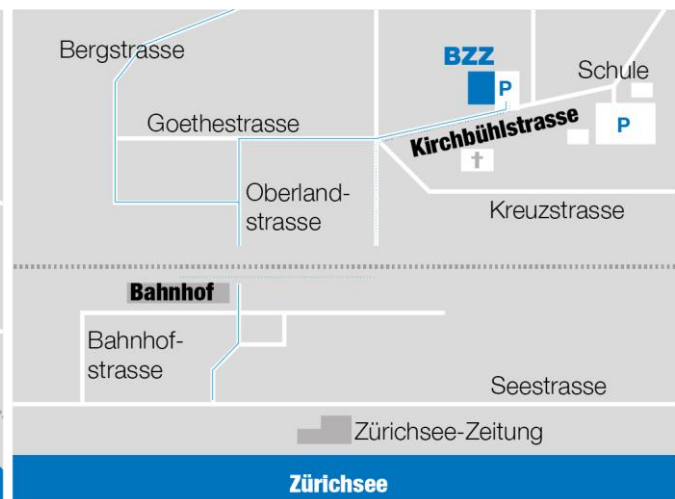 Bergstrasse
BZZ
Schule
P
Goethestrasse
Kirchbühlstrasse
P
Oberland-
strasse
Kreuzstrasse
Bahnhof
Bahnhof-
strasse
Seestrasse
Zürichsee-Zeitung
Zürichsee